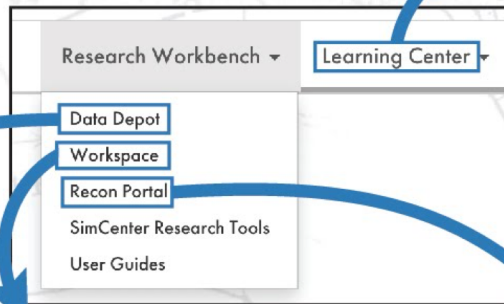 Research Workbench Learning Center
Data Depot
Workspace
Recon Portal
SimCenter Research Tools
User Guides